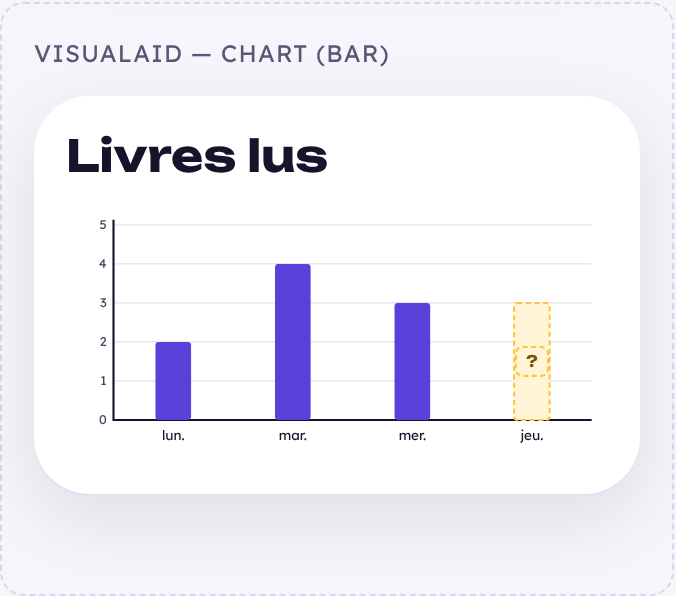 VISUALAID — CHART (BAR)
Livres lus
5
4
3
2
1
0
?
lun. mar. mer. jeu.